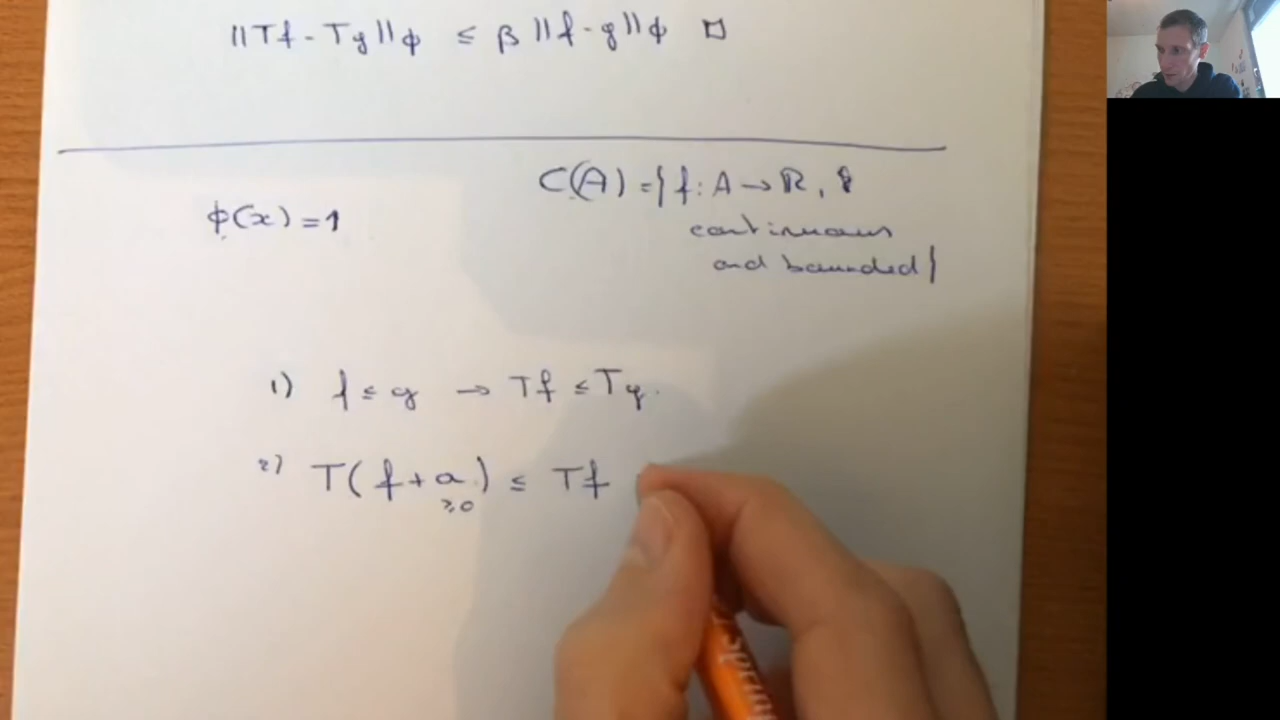 ||Tf - Tg||ϕ ≤ β ||f - g||ϕ □
C(A) = { f : A → ℝ,
ϕ(x) = 1
continuous
and bounded }
1) f ≤ g → Tf ≤ Tg.
2) T( f + a ) ≤ Tf
≥0